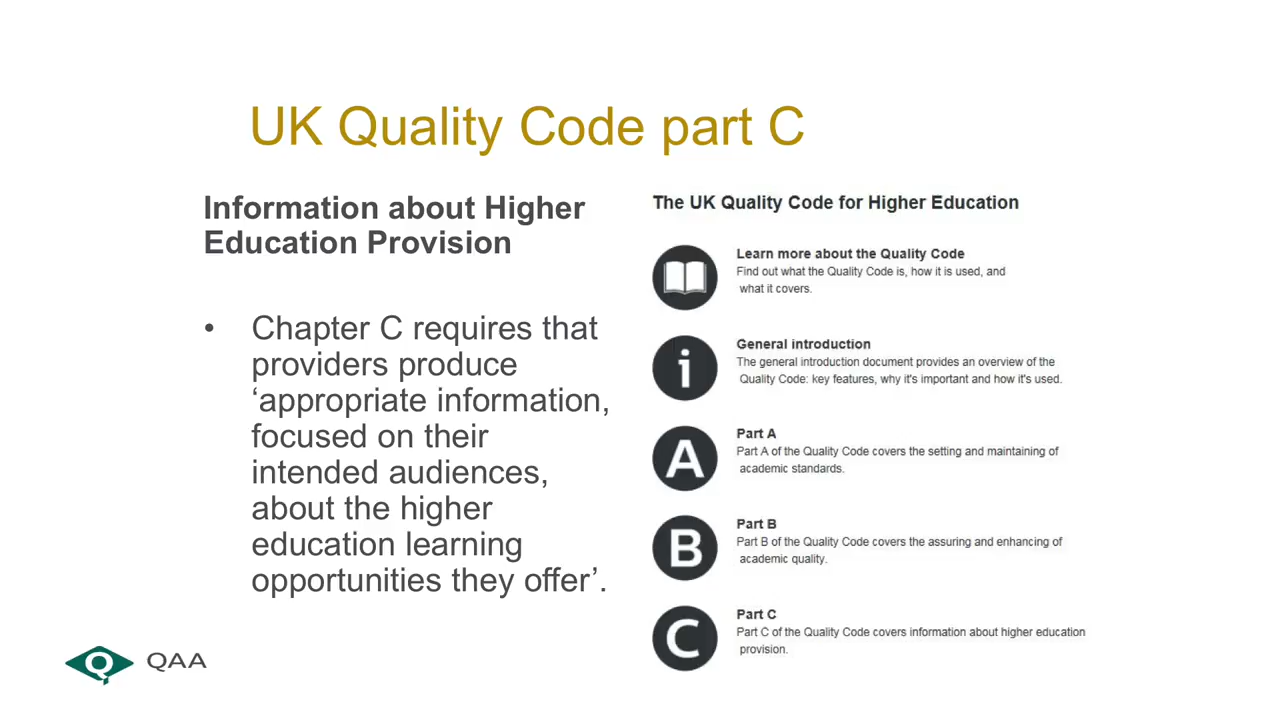 UK Quality Code part C
Information about Higher
Education Provision
• Chapter C requires that
providers produce
‘appropriate information,
focused on their
intended audiences,
about the higher
education learning
opportunities they offer’.
The UK Quality Code for Higher Education
Learn more about the Quality Code
Find out what the Quality Code is, how it is used, and
what it covers.
i
General introduction
The general introduction document provides an overview of the
Quality Code: key features, why it's important and how it's used.
A
Part A
Part A of the Quality Code covers the setting and maintaining of
academic standards.
B
Part B
Part B of the Quality Code covers the assuring and enhancing of
academic quality.
C
Part C
Part C of the Quality Code covers information about higher education
provision.
QAA